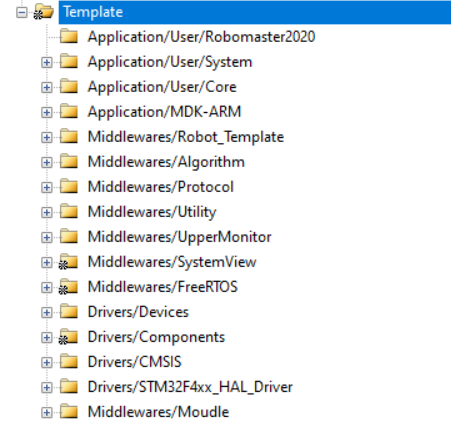 Template
Application/User/Robomaster2020
Application/User/System
Application/User/Core
Application/MDK-ARM
Middlewares/Robot_Template
Middlewares/Algorithm
Middlewares/Protocol
Middlewares/Utility
Middlewares/UpperMonitor
Middlewares/SystemView
Middlewares/FreeRTOS
Drivers/Devices
Drivers/Components
Drivers/CMSIS
Drivers/STM32F4xx_HAL_Driver
Middlewares/Moudle